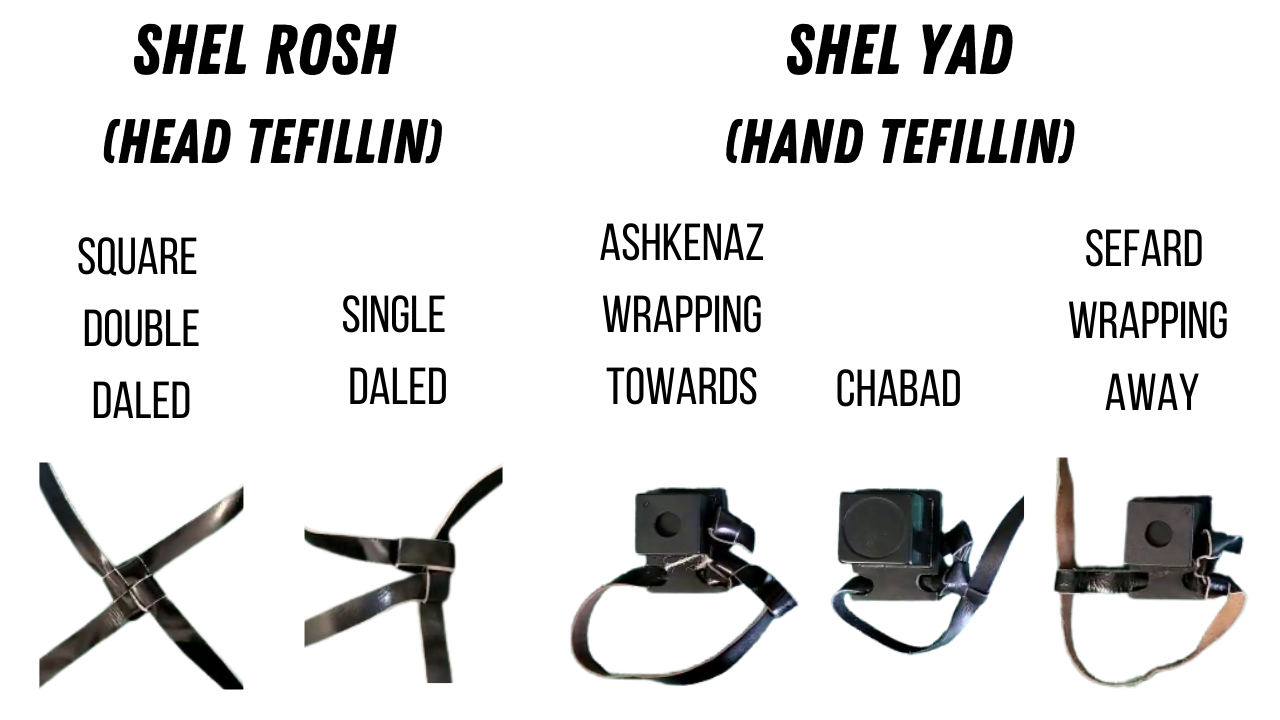 SHEL ROSH
(HEAD TEFILLIN)
SQUARE
DOUBLE
DALED
SINGLE
DALED
SHEL YAD
(HAND TEFILLIN)
ASHKENAZ
WRAPPING
TOWARDS
CHABAD
SEFARD
WRAPPING
AWAY